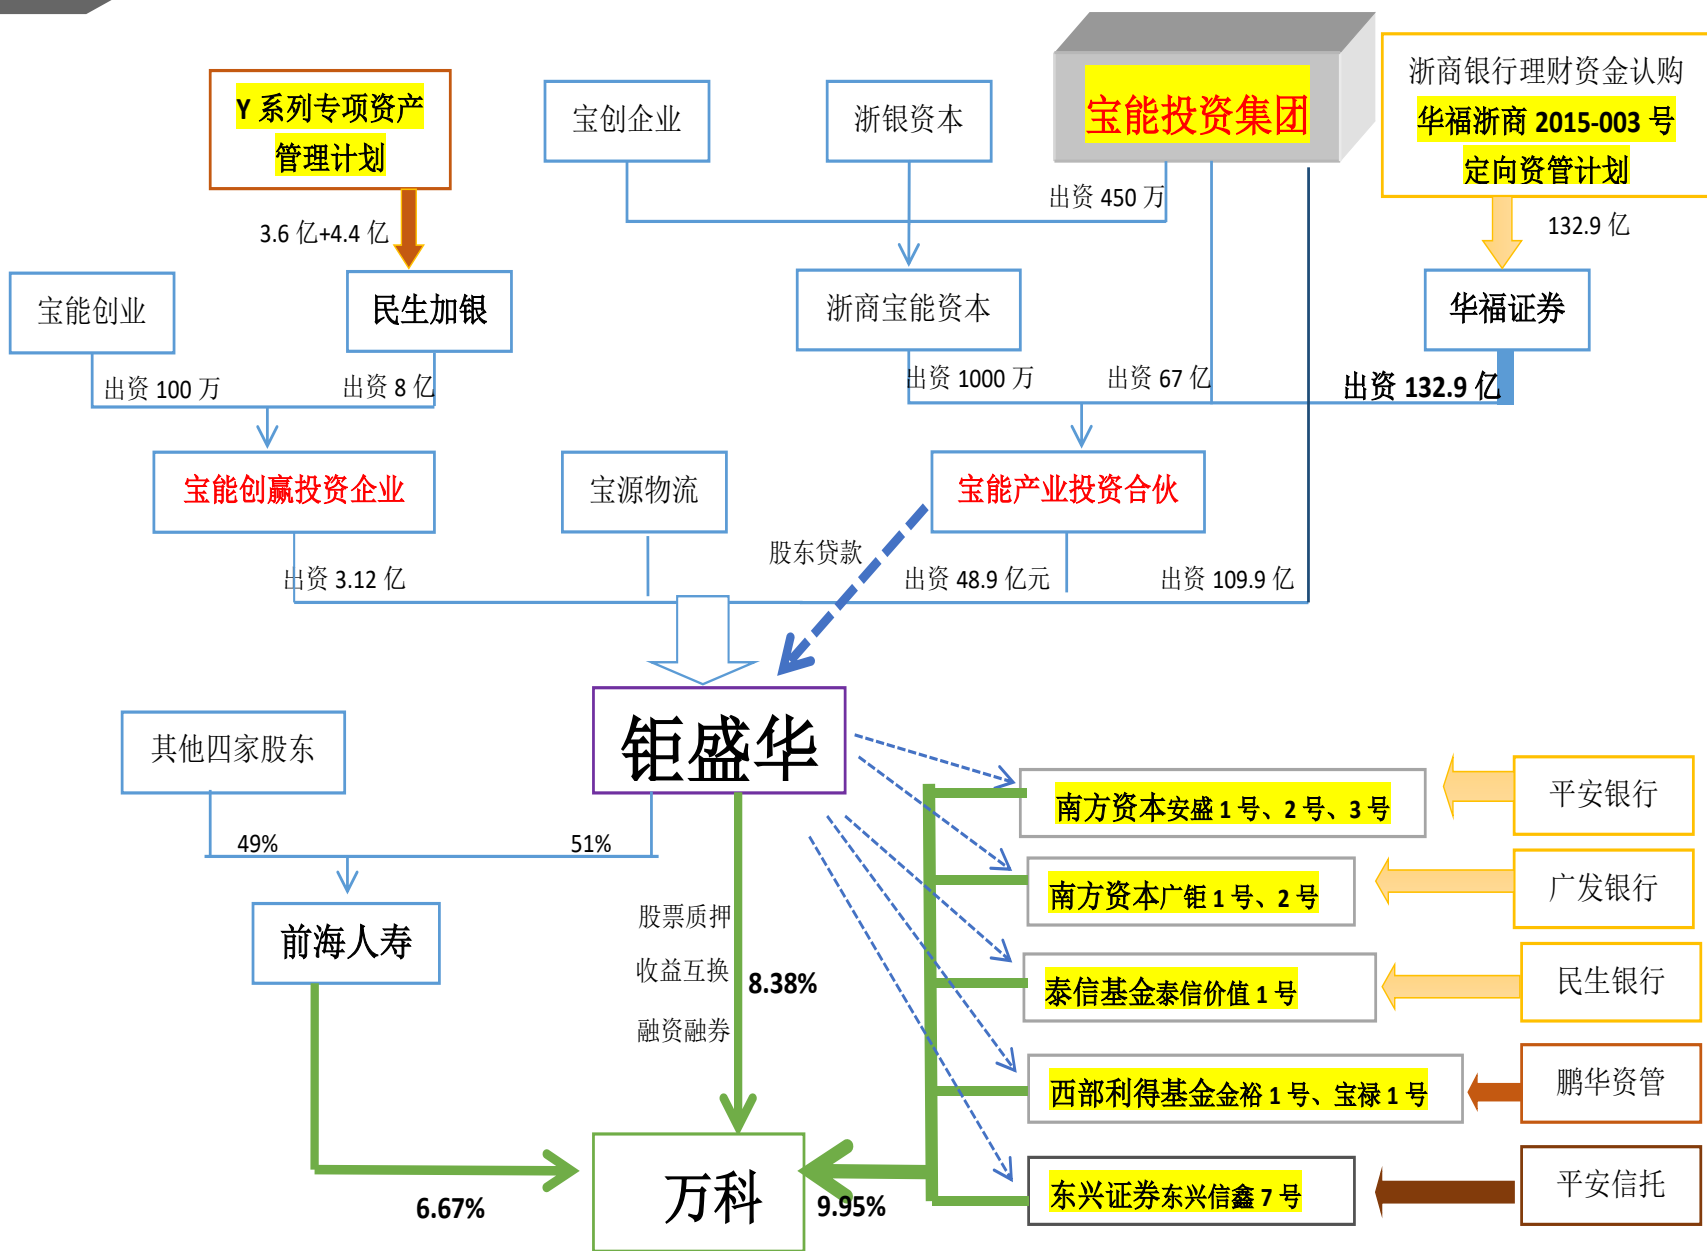 Y 系列专项资产
管理计划
宝创企业
浙银资本
宝能投资集团
浙商银行理财资金认购
华福浙商 2015-003 号
定向资管计划
出资 450 万
3.6 亿+4.4 亿
132.9 亿
宝能创业
民生加银
浙商宝能资本
华福证券
出资 100 万
出资 8 亿
出资 1000 万
出资 67 亿
出资 132.9 亿
宝能创赢投资企业
宝源物流
宝能产业投资合伙
股东贷款
出资 3.12 亿
出资 48.9 亿元
出资 109.9 亿
钜盛华
其他四家股东
南方资本安盛 1 号、2 号、3 号
平安银行
49%
51%
南方资本广钜 1 号、2 号
广发银行
前海人寿
股票质押
收益互换
融资融券
8.38%
泰信基金泰信价值 1 号
民生银行
西部利得基金金裕 1 号、宝禄 1 号
鹏华资管
万科
6.67%
9.95%
东兴证券东兴信鑫 7 号
平安信托